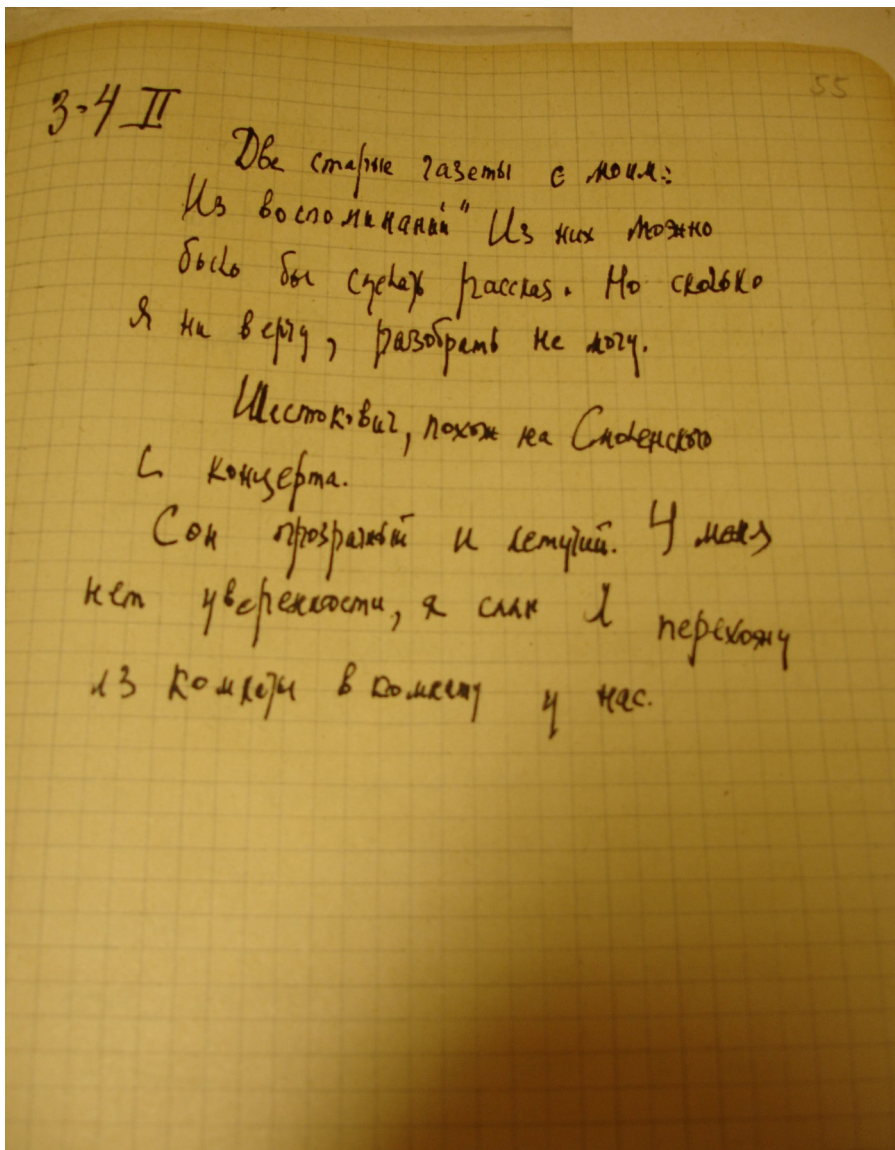 55
3-4 II
Две старые газеты с моим:
Из воспоминаний" Из них можно
было бы сделать рассказ. Но сколько
я ни верчу, разобрать не могу.
Шестокович, похож на Смоленского
с концерта.
Сон прозрачный и летучий. У меня
нет уверенности, я спан я перехожу
из комнаты в комнату у нас.